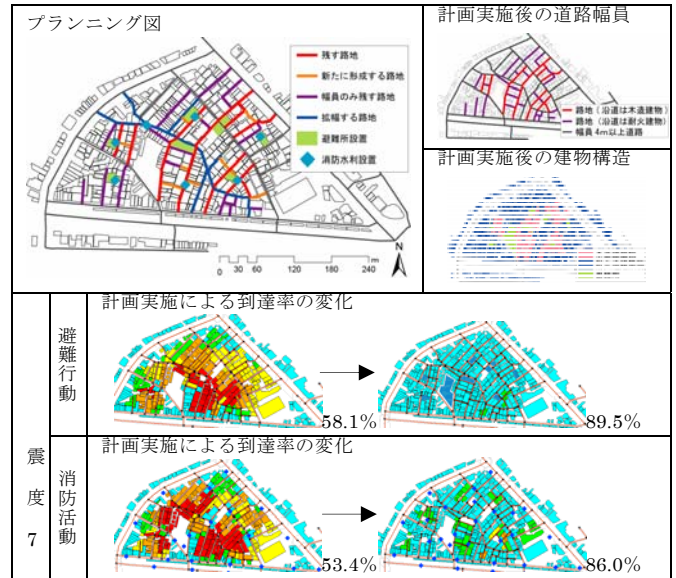 プランニング図
残す路地
新たに形成する路地
幅員のみ残す路地
拡幅する路地
避難所設置
消防水利設置
N
m
0 30 60 120 180 240
計画実施後の道路幅員
路地（沿道は木造建物）
路地（沿道は耐火建物）
幅員 4m以上道路
計画実施後の建物構造
震度7
避難行動
計画実施による到達率の変化
58.1%
89.5%
消防活動
計画実施による到達率の変化
53.4%
86.0%